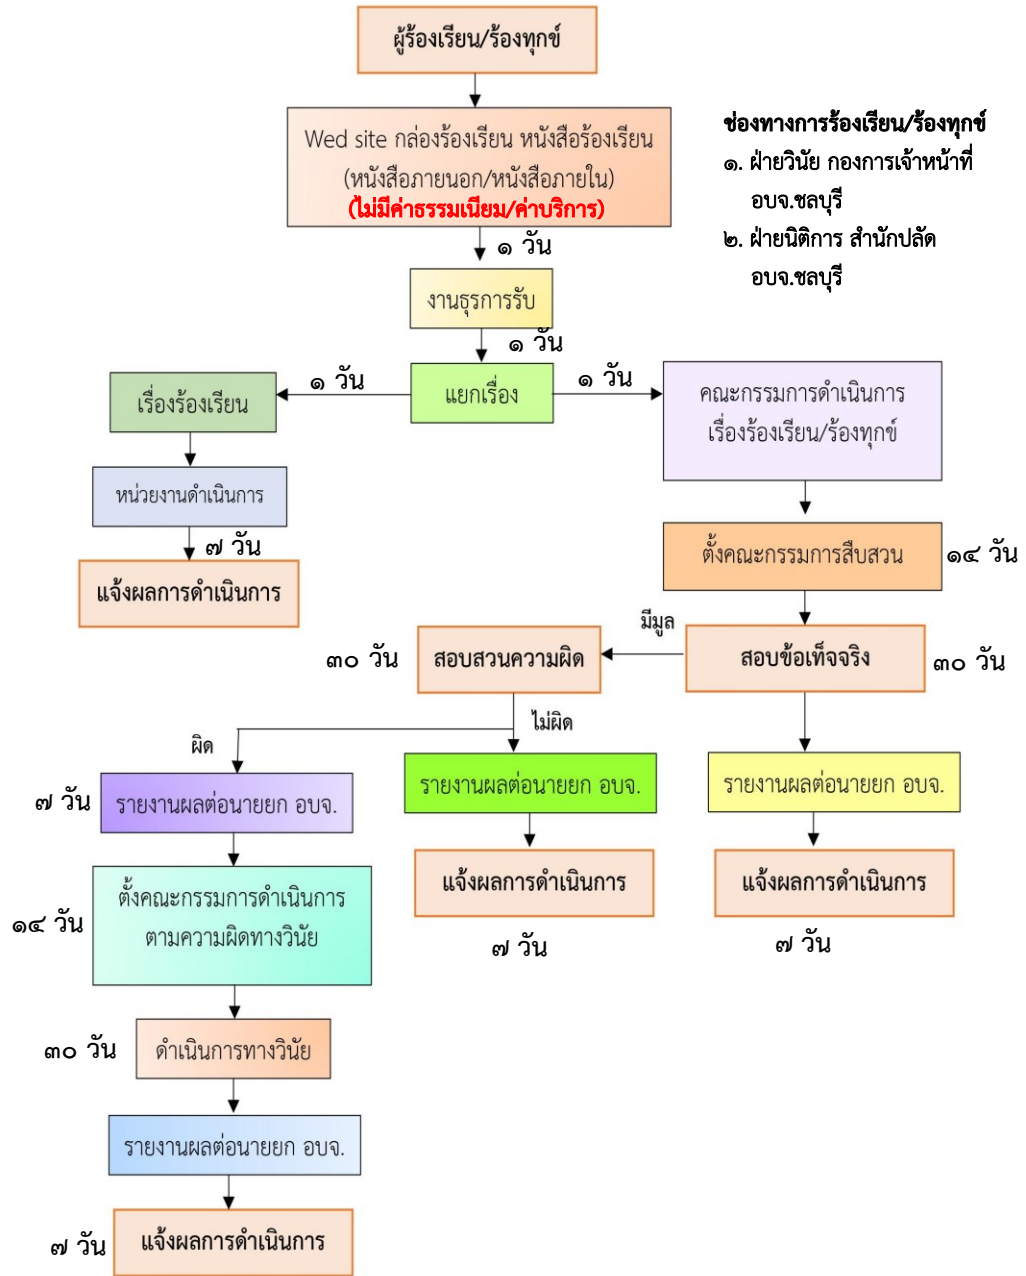 ผู้ร้องเรียน/ร้องทุกข์
Wed site กล่องร้องเรียน หนังสือร้องเรียน
(หนังสือภายนอก/หนังสือภายใน)
(ไม่มีค่าธรรมเนียม/ค่าบริการ)
ช่องทางการร้องเรียน/ร้องทุกข์
๑. ฝ่ายวินัย กองการเจ้าหน้าที่
อบจ.ชลบุรี
๒. ฝ่ายนิติการ สำนักปลัด
อบจ.ชลบุรี
๑ วัน
งานธุรการรับ
๑ วัน
แยกเรื่อง
๑ วัน
๑ วัน
เรื่องร้องเรียน
คณะกรรมการดำเนินการ
เรื่องร้องเรียน/ร้องทุกข์
หน่วยงานดำเนินการ
๗ วัน
แจ้งผลการดำเนินการ
ตั้งคณะกรรมการสืบสวน
๑๔ วัน
มีมูล
๓๐ วัน
สอบสวนความผิด
สอบข้อเท็จจริง
๓๐ วัน
ไม่ผิด
ผิด
๗ วัน
รายงานผลต่อนายยก อบจ.
รายงานผลต่อนายยก อบจ.
รายงานผลต่อนายยก อบจ.
แจ้งผลการดำเนินการ
แจ้งผลการดำเนินการ
๗ วัน
๗ วัน
๑๔ วัน
ตั้งคณะกรรมการดำเนินการ
ตามความผิดทางวินัย
๓๐ วัน
ดำเนินการทางวินัย
รายงานผลต่อนายยก อบจ.
๗ วัน
แจ้งผลการดำเนินการ